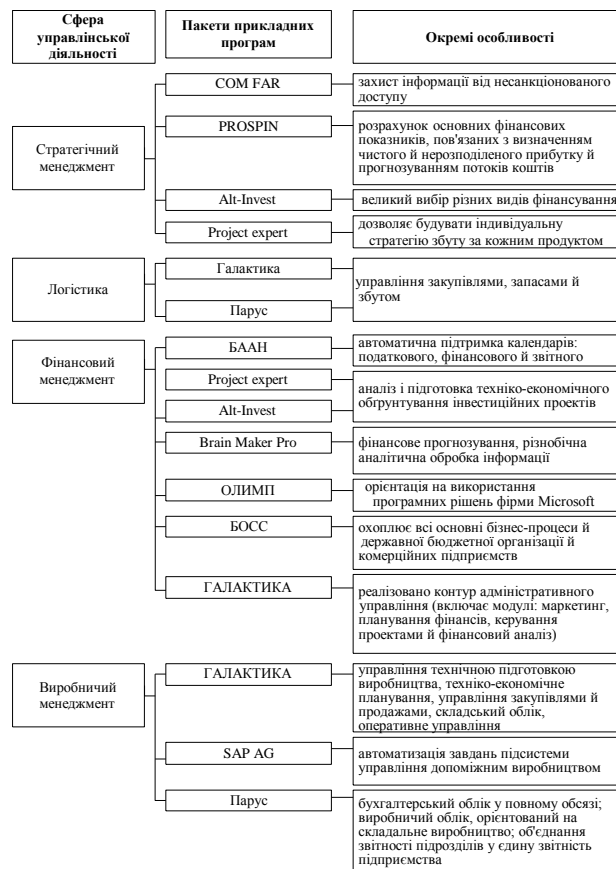 Сфера
управлінської
діяльності
Пакети прикладних
програм
Окремі особливості
Стратегічний
менеджмент
COM FAR
захист інформації від несанкціонованого
доступу
PROSPIN
розрахунок основних фінансових
показників, пов'язаних з визначенням
чистого й нерозподіленого прибутку й
прогнозуванням потоків коштів
Alt-Invest
великий вибір різних видів фінансування
Project expert
дозволяє будувати індивідуальну
стратегію збуту за кожним продуктом
Логістика
Галактика
Парус
управління закупівлями, запасами й
збутом
Фінансовий
менеджмент
БААН
автоматична підтримка календарів:
податкового, фінансового й звітного
Project expert
Alt-Invest
аналіз і підготовка техніко-економічного
обґрунтування інвестиційних проектів
Brain Maker Pro
фінансове прогнозування, різнобічна
аналітична обробка інформації
ОЛИМП
орієнтація на використання
програмних рішень фірми Microsoft
БОСС
охоплює всі основні бізнес-процеси й
державної бюджетної організації й
комерційних підприємств
ГАЛАКТИКА
реалізовано контур адміністративного
управління (включає модулі: маркетинг,
планування фінансів, керування
проектами й фінансовий аналіз)
Виробничий
менеджмент
ГАЛАКТИКА
управління технічною підготовкою
виробництва, техніко-економічне
планування, управління закупівлями й
продажами, складський облік,
оперативне управління
SAP AG
автоматизація завдань підсистеми
управління допоміжним виробництвом
Парус
бухгалтерський облік у повному обсязі;
виробничий облік, орієнтований на
складальне виробництво; об'єднання
звітності підрозділів у єдину звітність
підприємства